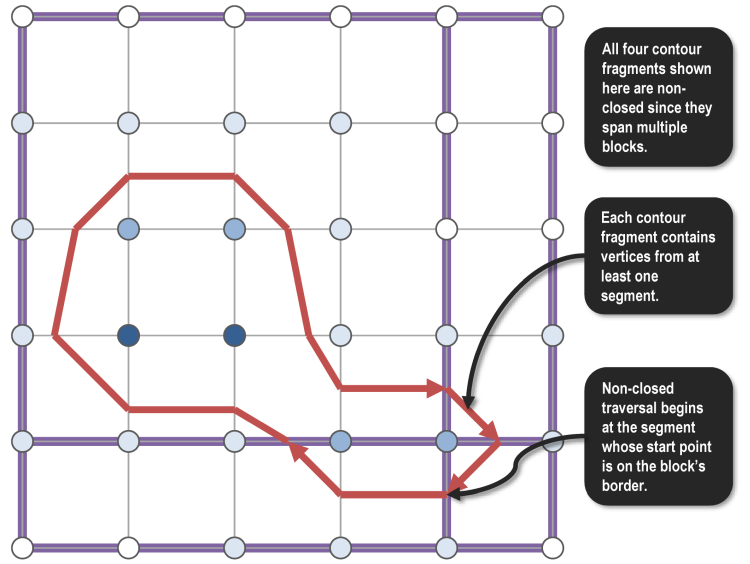 All four contour
fragments shown
here are non-
closed since they
span multiple
blocks.
Each contour
fragment contains
vertices from at
least one
segment.
Non-closed
traversal begins
at the segment
whose start point
is on the block's
border.